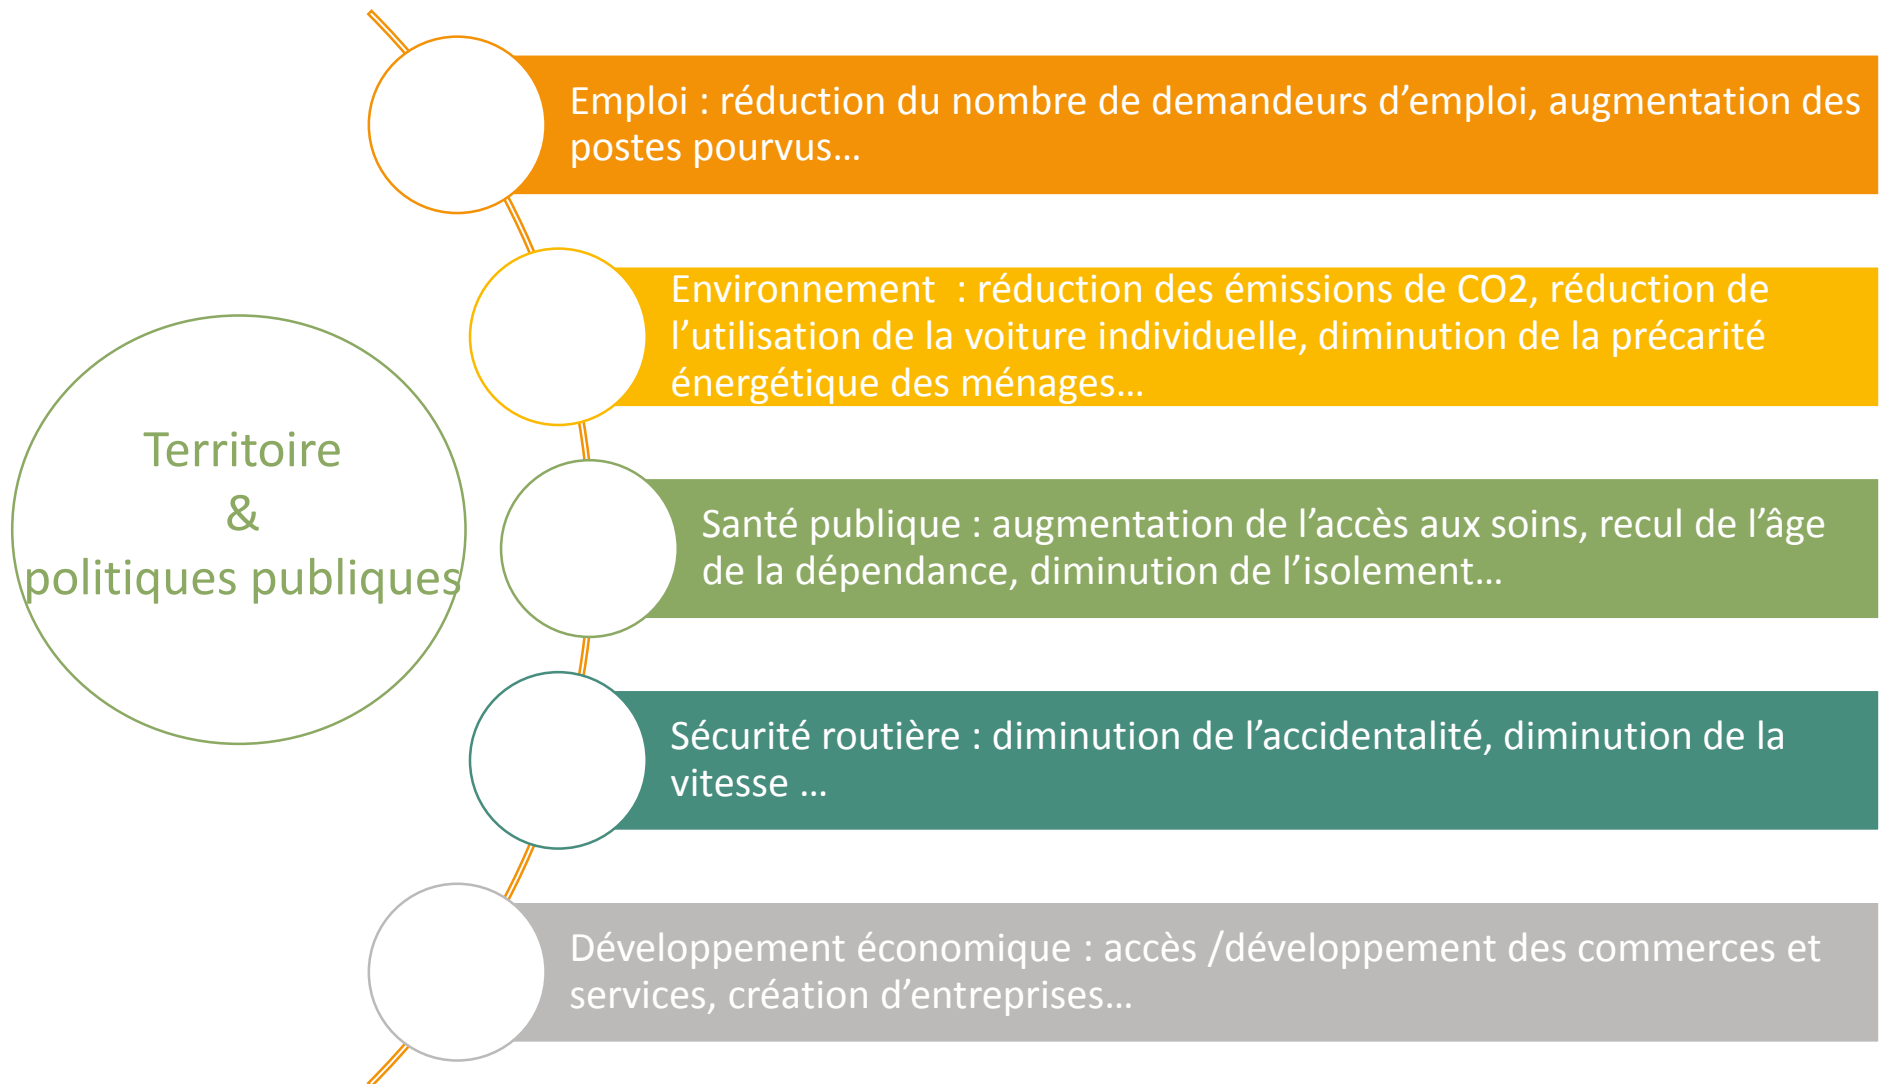 Territoire
&
politiques publiques
Emploi : réduction du nombre de demandeurs d’emploi, augmentation des
postes pourvus…
Environnement  : réduction des émissions de CO2, réduction de
l’utilisation de la voiture individuelle, diminution de la précarité
énergétique des ménages…
Santé publique : augmentation de l’accès aux soins, recul de l’âge
de la dépendance, diminution de l’isolement…
Sécurité routière : diminution de l’accidentalité, diminution de la
vitesse …
Développement économique : accès /développement des commerces et
services, création d’entreprises…